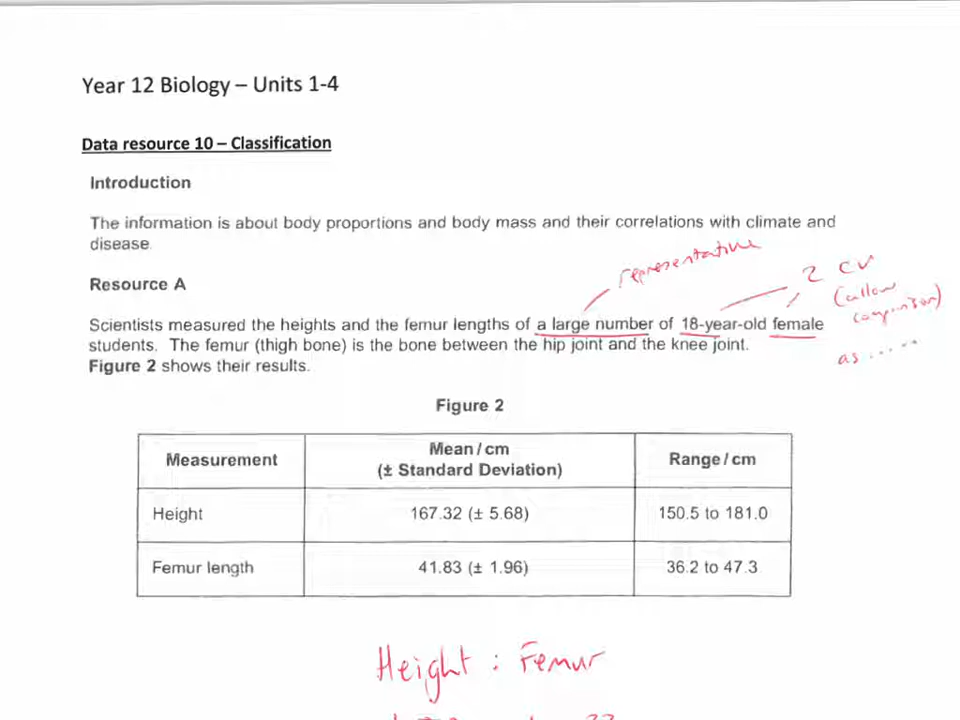 Year 12 Biology – Units 1-4
Data resource 10 – Classification
Introduction
The information is about body proportions and body mass and their correlations with climate and
disease
representative
2 CV
(allow
comparison)
Resource A
Scientists measured the heights and the femur lengths of a large number of 18-year-old female
students. The femur (thigh bone) is the bone between the hip joint and the knee joint.
as ......
Figure 2 shows their results.
Figure 2
Measurement
Mean / cm
(± Standard Deviation)
Range / cm
Height
167.32 (± 5.68)
150.5 to 181.0
Femur length
41.83 (± 1.96)
36.2 to 47.3
Height : Femur